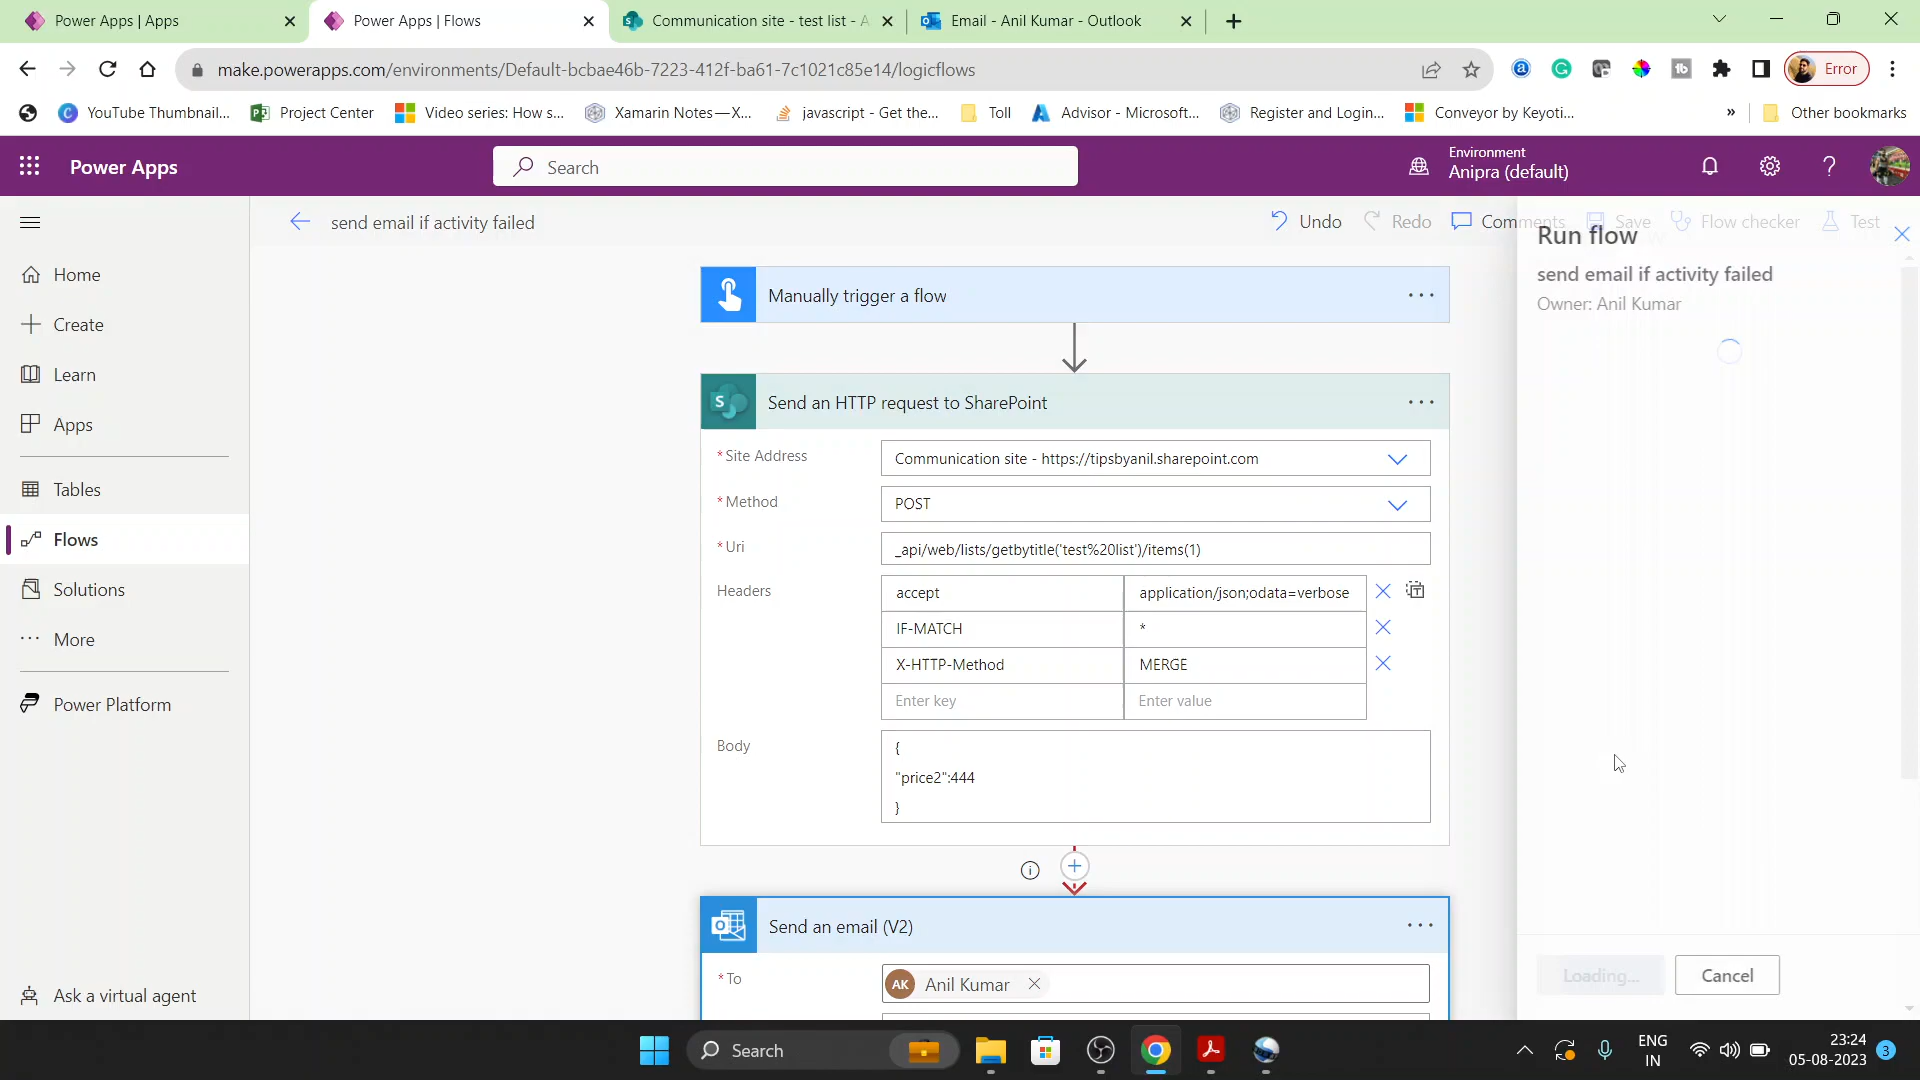 Power Apps | Apps
Power Apps | Flows
Communication site - test list - A
Email - Anil Kumar - Outlook
make.powerapps.com/environments/Default-bcbae46b-7223-412f-ba61-7c1021c85e14/logicflows
Error
YouTube Thumbnail...
Project Center
Video series: How s...
Xamarin Notes—X...
javascript - Get the...
Toll
Advisor - Microsoft...
Register and Login...
Conveyor by Keyoti...
»
Other bookmarks
Power Apps
Search
Environment
Anipra (default)
send email if activity failed
Undo
Redo
Comments
Save
Flow checker
Test
Home
Create
Learn
Apps
Tables
Flows
Solutions
More
Power Platform
Ask a virtual agent
Manually trigger a flow
Send an HTTP request to SharePoint
* Site Address
Communication site - https://tipsbyanil.sharepoint.com
* Method
POST
* Uri
_api/web/lists/getbytitle('test%20list')/items(1)
Headers
accept application/json;odata=verbose
IF-MATCH *
X-HTTP-Method MERGE
Enter key Enter value
Body
{
"price2":444
}
Send an email (V2)
* To
AK Anil Kumar
Run flow
send email if activity failed
Owner: Anil Kumar
Loading...
Cancel
Search
ENG
IN
23:24
05-08-2023
3